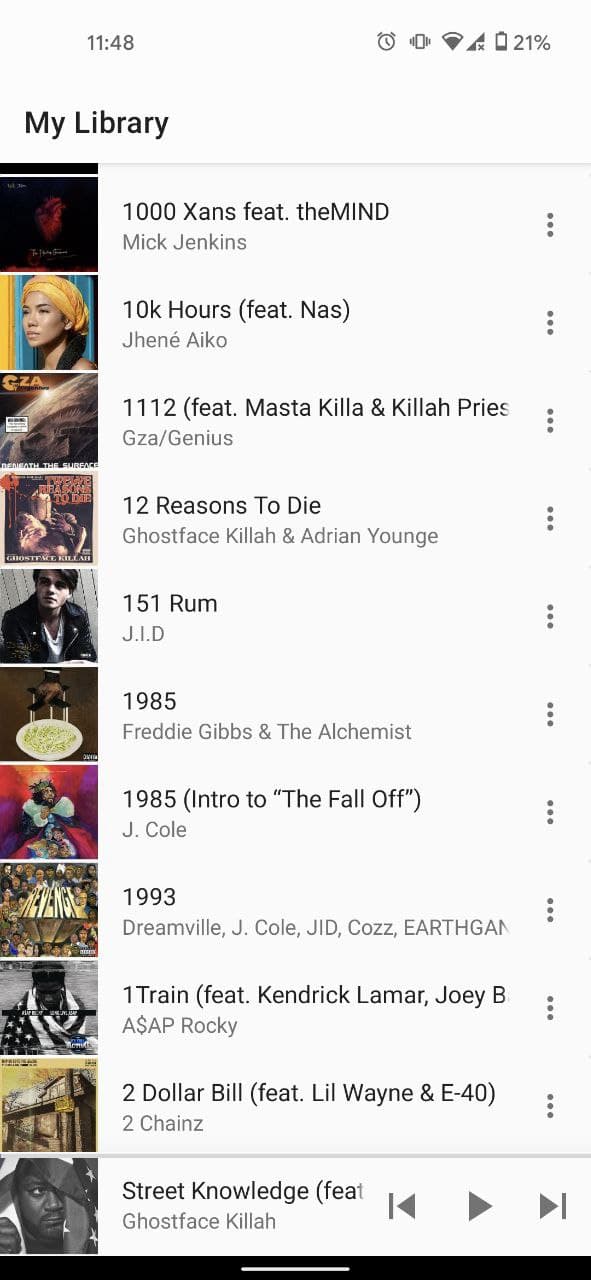 11:48
21%
My Library
1000 Xans feat. theMIND
Mick Jenkins
10k Hours (feat. Nas)
Jhené Aiko
GZA
BENEATH THE SURFACE
1112 (feat. Masta Killa & Killah Pries
Gza/Genius
TWELVE
REASONS
TO DIE
GHOSTFACE KILLAH
12 Reasons To Die
Ghostface Killah & Adrian Younge
151 Rum
J.I.D
1985
Freddie Gibbs & The Alchemist
1985 (Intro to “The Fall Off”)
J. Cole
REVENGE
1993
Dreamville, J. Cole, JID, Cozz, EARTHGAN
1Train (feat. Kendrick Lamar, Joey B
A$AP Rocky
2 Dollar Bill (feat. Lil Wayne & E-40)
2 Chainz
Street Knowledge (feat
Ghostface Killah